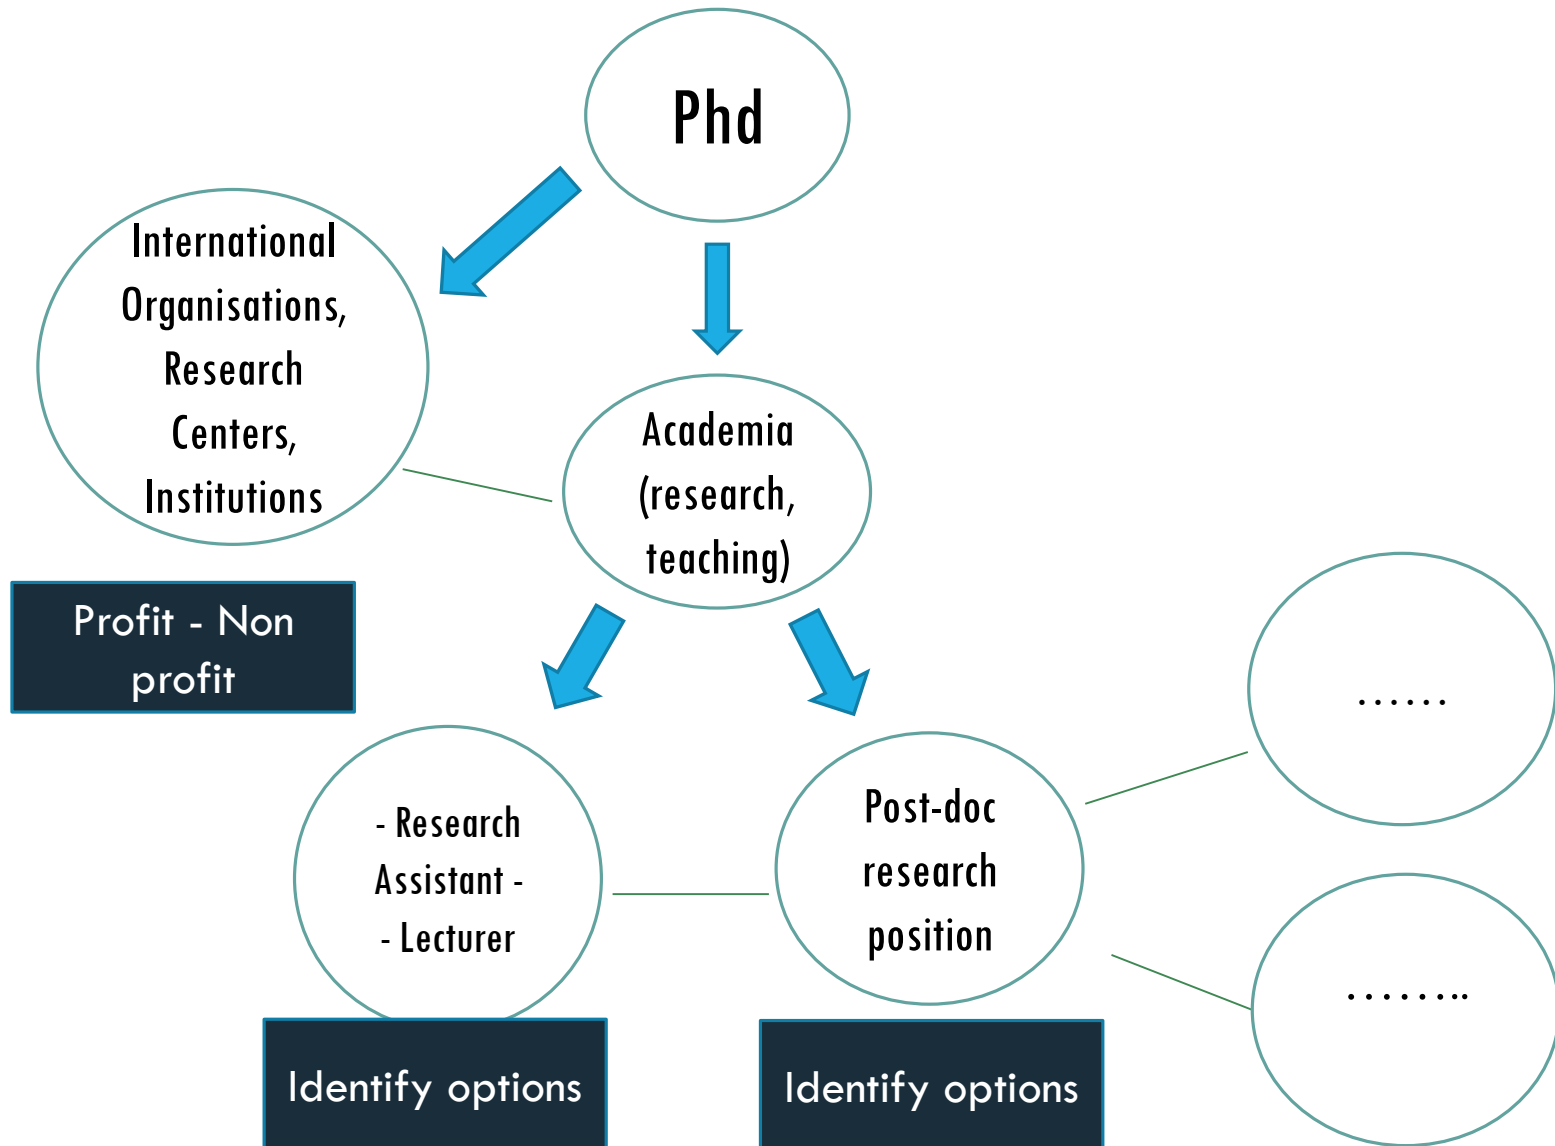 Phd
International
Organisations,
Research
Centers,
Institutions
Academia
(research,
teaching)
Profit - Non
profit
- Research
Assistant -
- Lecturer
Post-doc
research
position
......
........
Identify options
Identify options